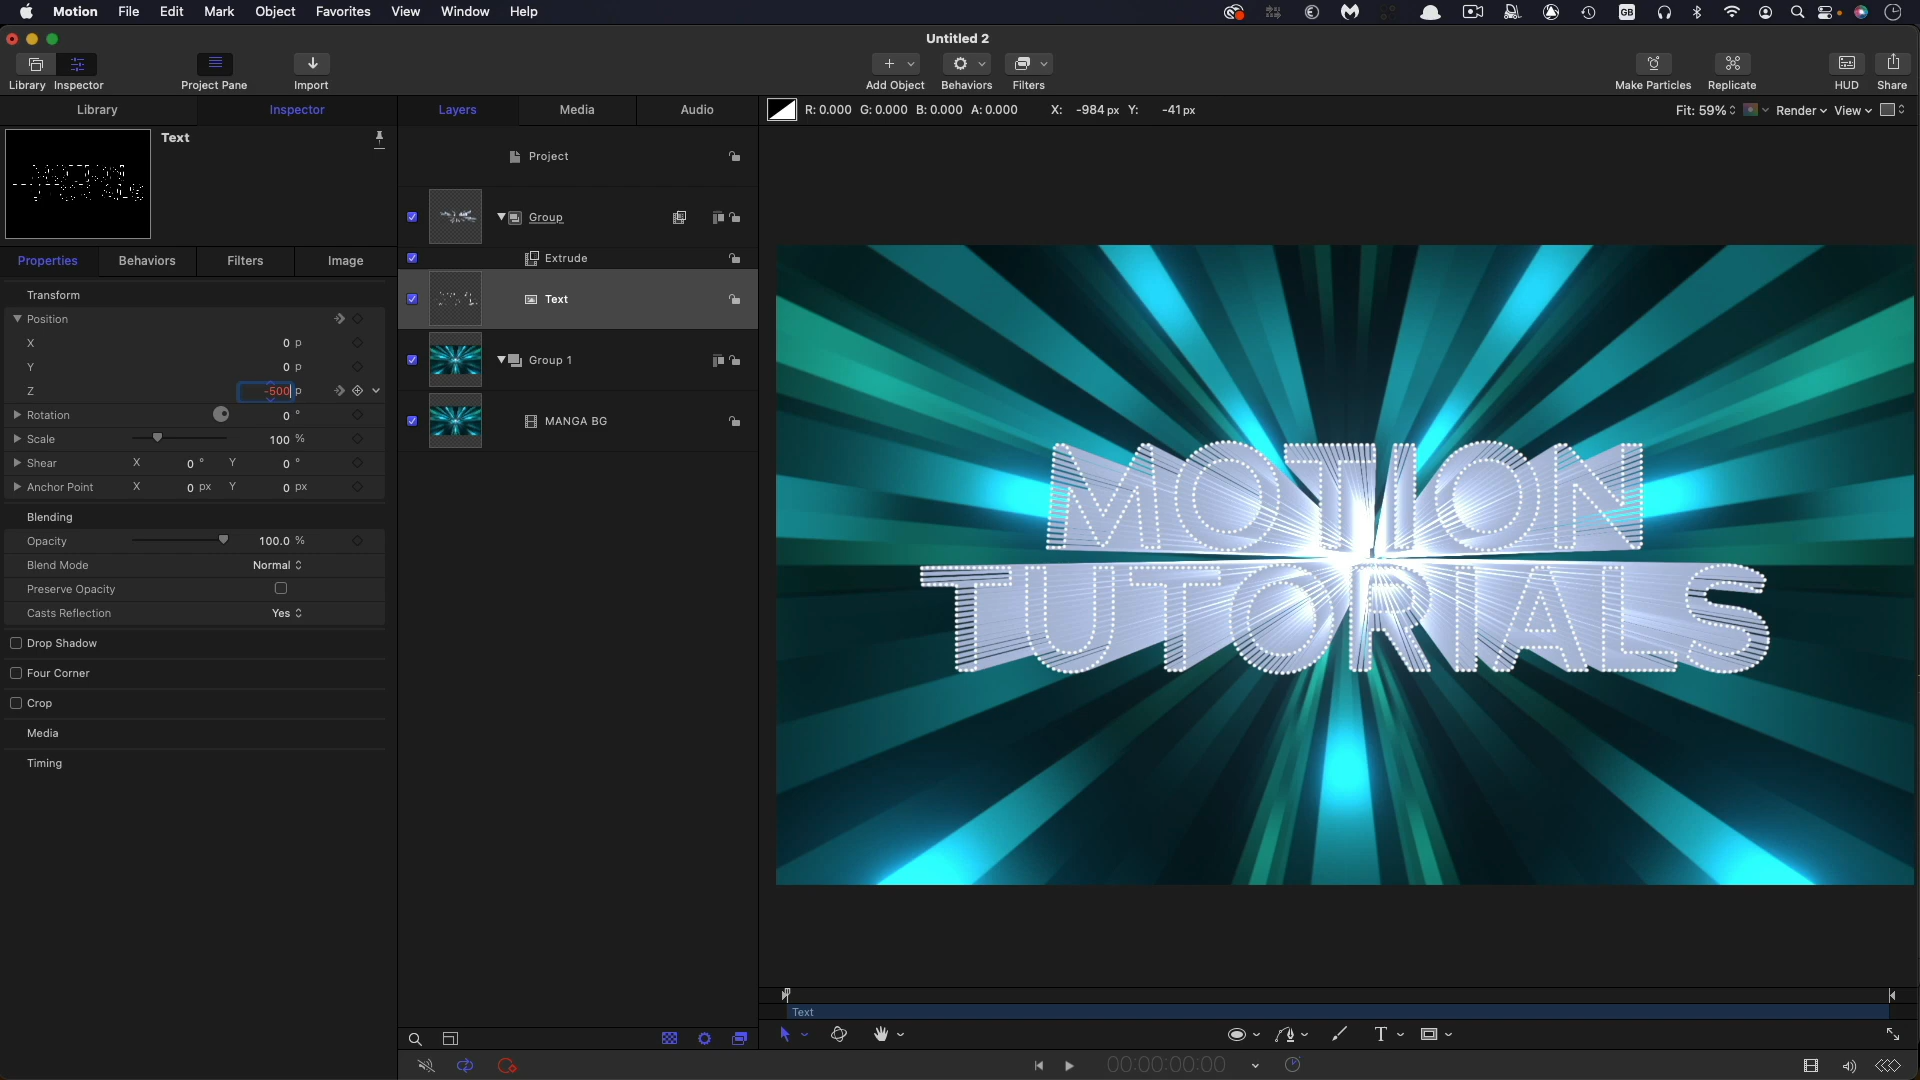 Motion File Edit Mark Object Favorites View Window Help
GB
Untitled 2
Library Inspector Project Pane Import Add Object Behaviors Filters Make Particles Replicate HUD Share
Library Inspector Layers Media Audio
R: 0.000 G: 0.000 B: 0.000 A: 0.000 X: -984 px Y: -41 px
Fit: 59% Render View
Text
Project
Group
Extrude
Text
Group 1
MANGA BG
Properties Behaviors Filters Image
Transform
Position
X 0 p
Y 0 p
Z -500 p
Rotation 0 °
Scale 100 %
Shear X 0 ° Y 0 °
Anchor Point X 0 px Y 0 px
Blending
Opacity 100.0 %
Blend Mode Normal
Preserve Opacity
Casts Reflection Yes
Drop Shadow
Four Corner
Crop
Media
Timing
MOTION
TUTORIALS
Text
T
00:00:00:00